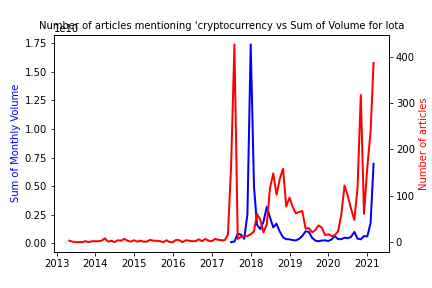 Number of articles mentioning 'cryptocurrency vs Sum of Volume for Iota
1e10
1.75
1.50
1.25
1.00
0.75
0.50
0.25
0.00
Sum of Monthly Volume
400
300
200
100
0
Number of articles
2013 2014 2015 2016 2017 2018 2019 2020 2021